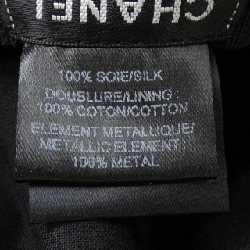 CHANEL
100% SOIE/SILK
DOUBLURE/LINING :
100% COTON/COTTON
ELEMENT METALLIQUE/
METALLIC ELEMENT :
100% METAL